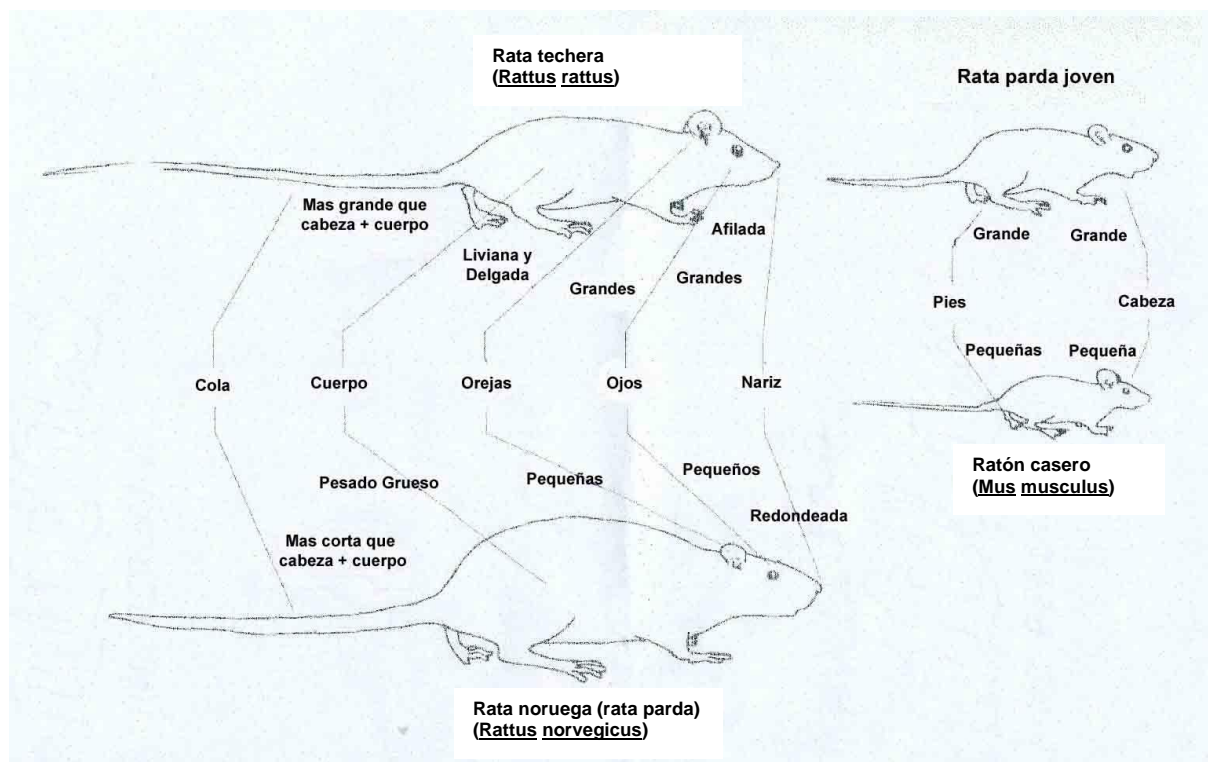 Rata techera
(Rattus rattus)
Rata parda joven
Mas grande que
cabeza + cuerpo
Liviana y
Delgada
Grandes
Grandes
Afilada
Grande
Grande
Pies
Cabeza
Pequeñas
Pequeña
Cola
Cuerpo
Orejas
Ojos
Nariz
Ratón casero
(Mus musculus)
Pesado Grueso
Pequeñas
Pequeños
Redondeada
Mas corta que
cabeza + cuerpo
Rata noruega (rata parda)
(Rattus norvegicus)